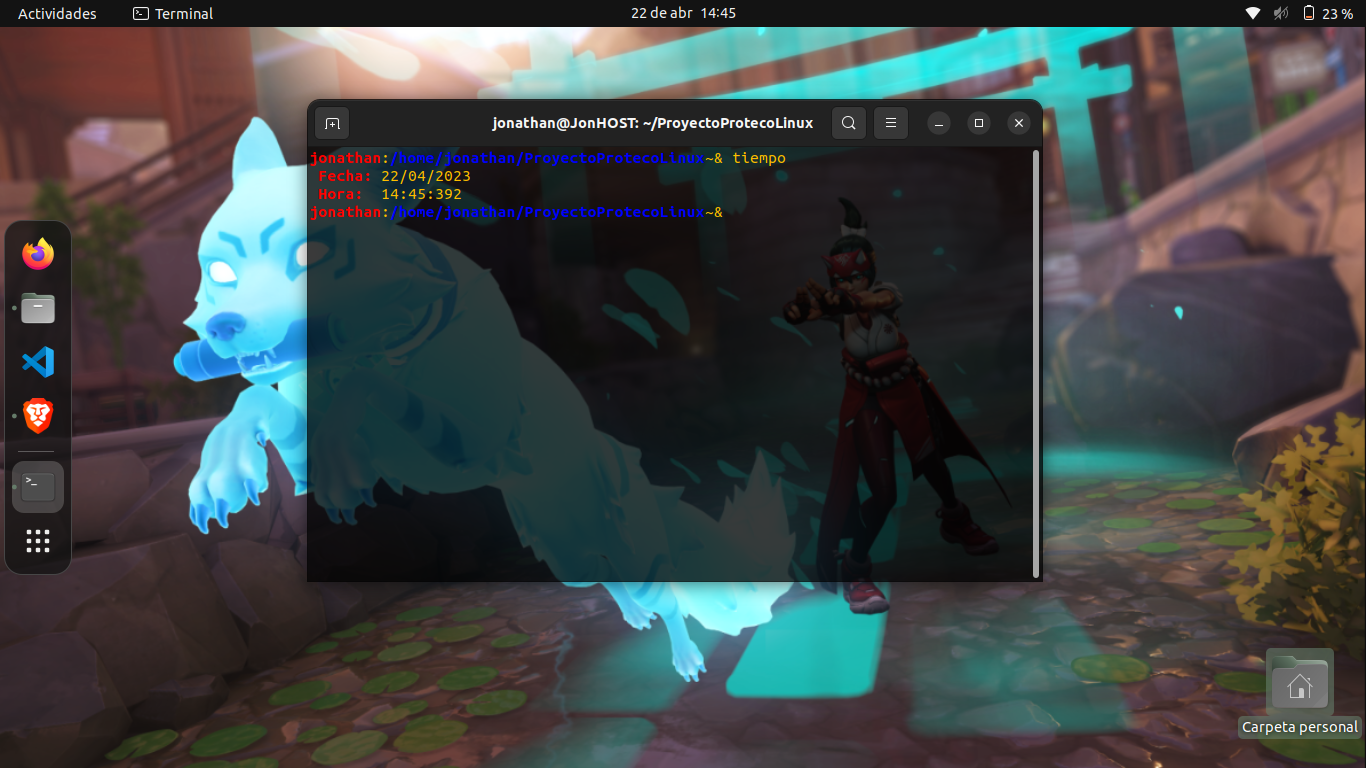 Actividades Terminal 22 de abr 14:45 23 %
jonathan@JonHOST: ~/ProyectoProtecoLinux
jonathan:/home/jonathan/ProyectoProtecoLinux~& tiempo
Fecha: 22/04/2023
Hora: 14:45:392
jonathan:/home/jonathan/ProyectoProtecoLinux~&
>_
Carpeta personal